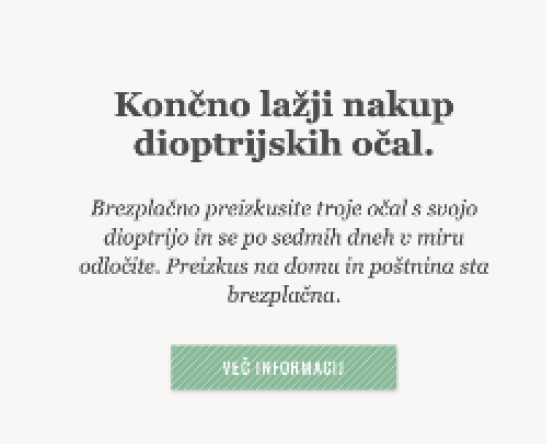 Končno lažji nakup
dioptrijskih očal.
Brezplačno preizkusite troje očal s svojo
dioptrijo in se po sedmih dneh v miru
odločite. Preizkus na domu in poštnina sta
brezplačna.
VEČ INFORMACIJ